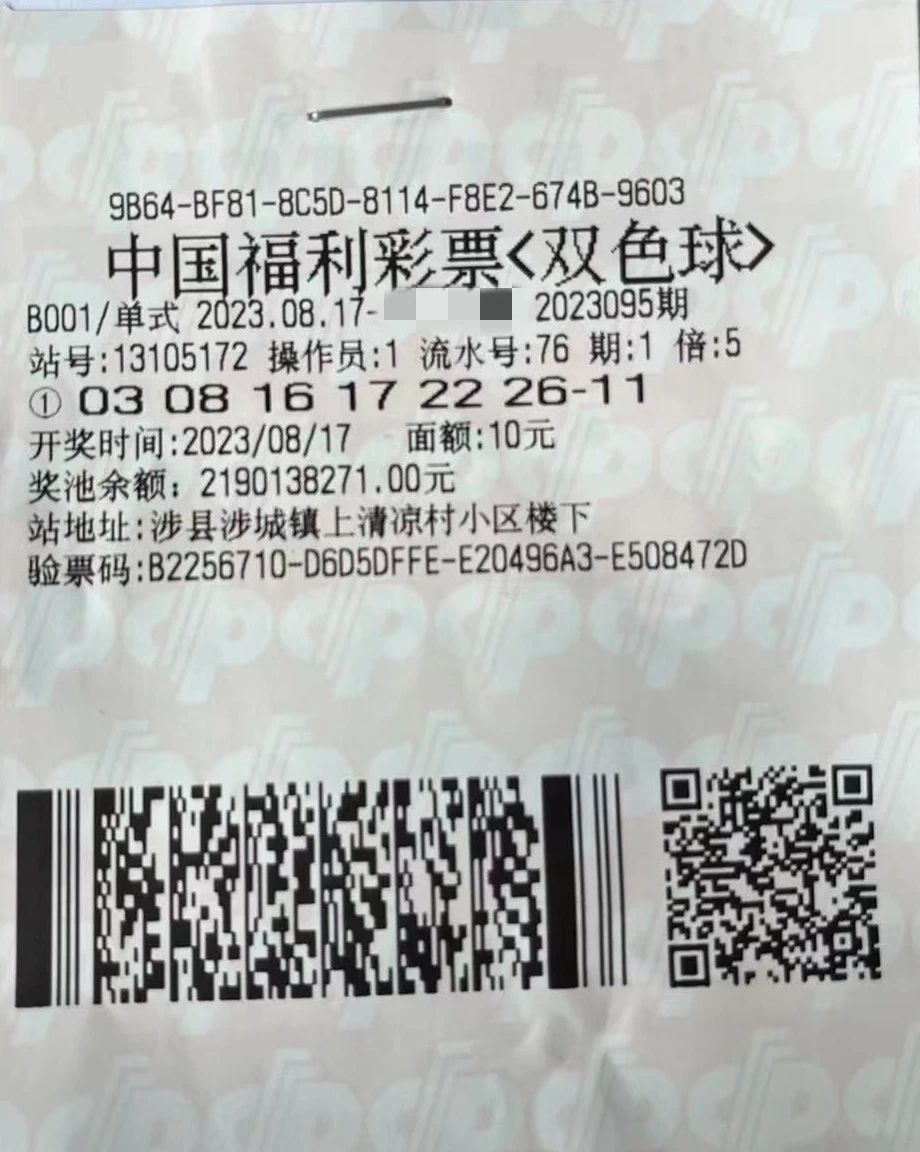 9B64-BF81-8C5D-8114-F8E2-674B-9603
中国福利彩票<双色球>
B001/单式 2023.08.17- 2023095期
站号:13105172 操作员:1 流水号:76 期:1 倍:5
① 03 08 16 17 22 26-11
开奖时间:2023/08/17 面额:10元
奖池余额：2190138271.00元
站地址:涉县涉城镇上清凉村小区楼下
验票码:B2256710-D6D5DFFE-E20496A3-E508472D